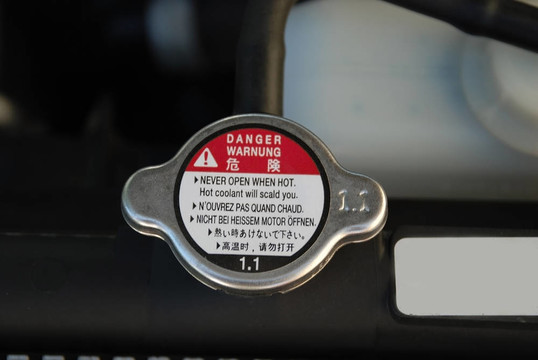 DANGER
WARNUNG
危 険
NEVER OPEN WHEN HOT.
Hot coolant will scald you.
N'OUVREZ PAS QUAND CHAUD.
NICHT BEI HEISSEM MOTOR ÖFFNEN.
熱い時あけないで下さい。
高温时，请勿打开
1.1
1.1